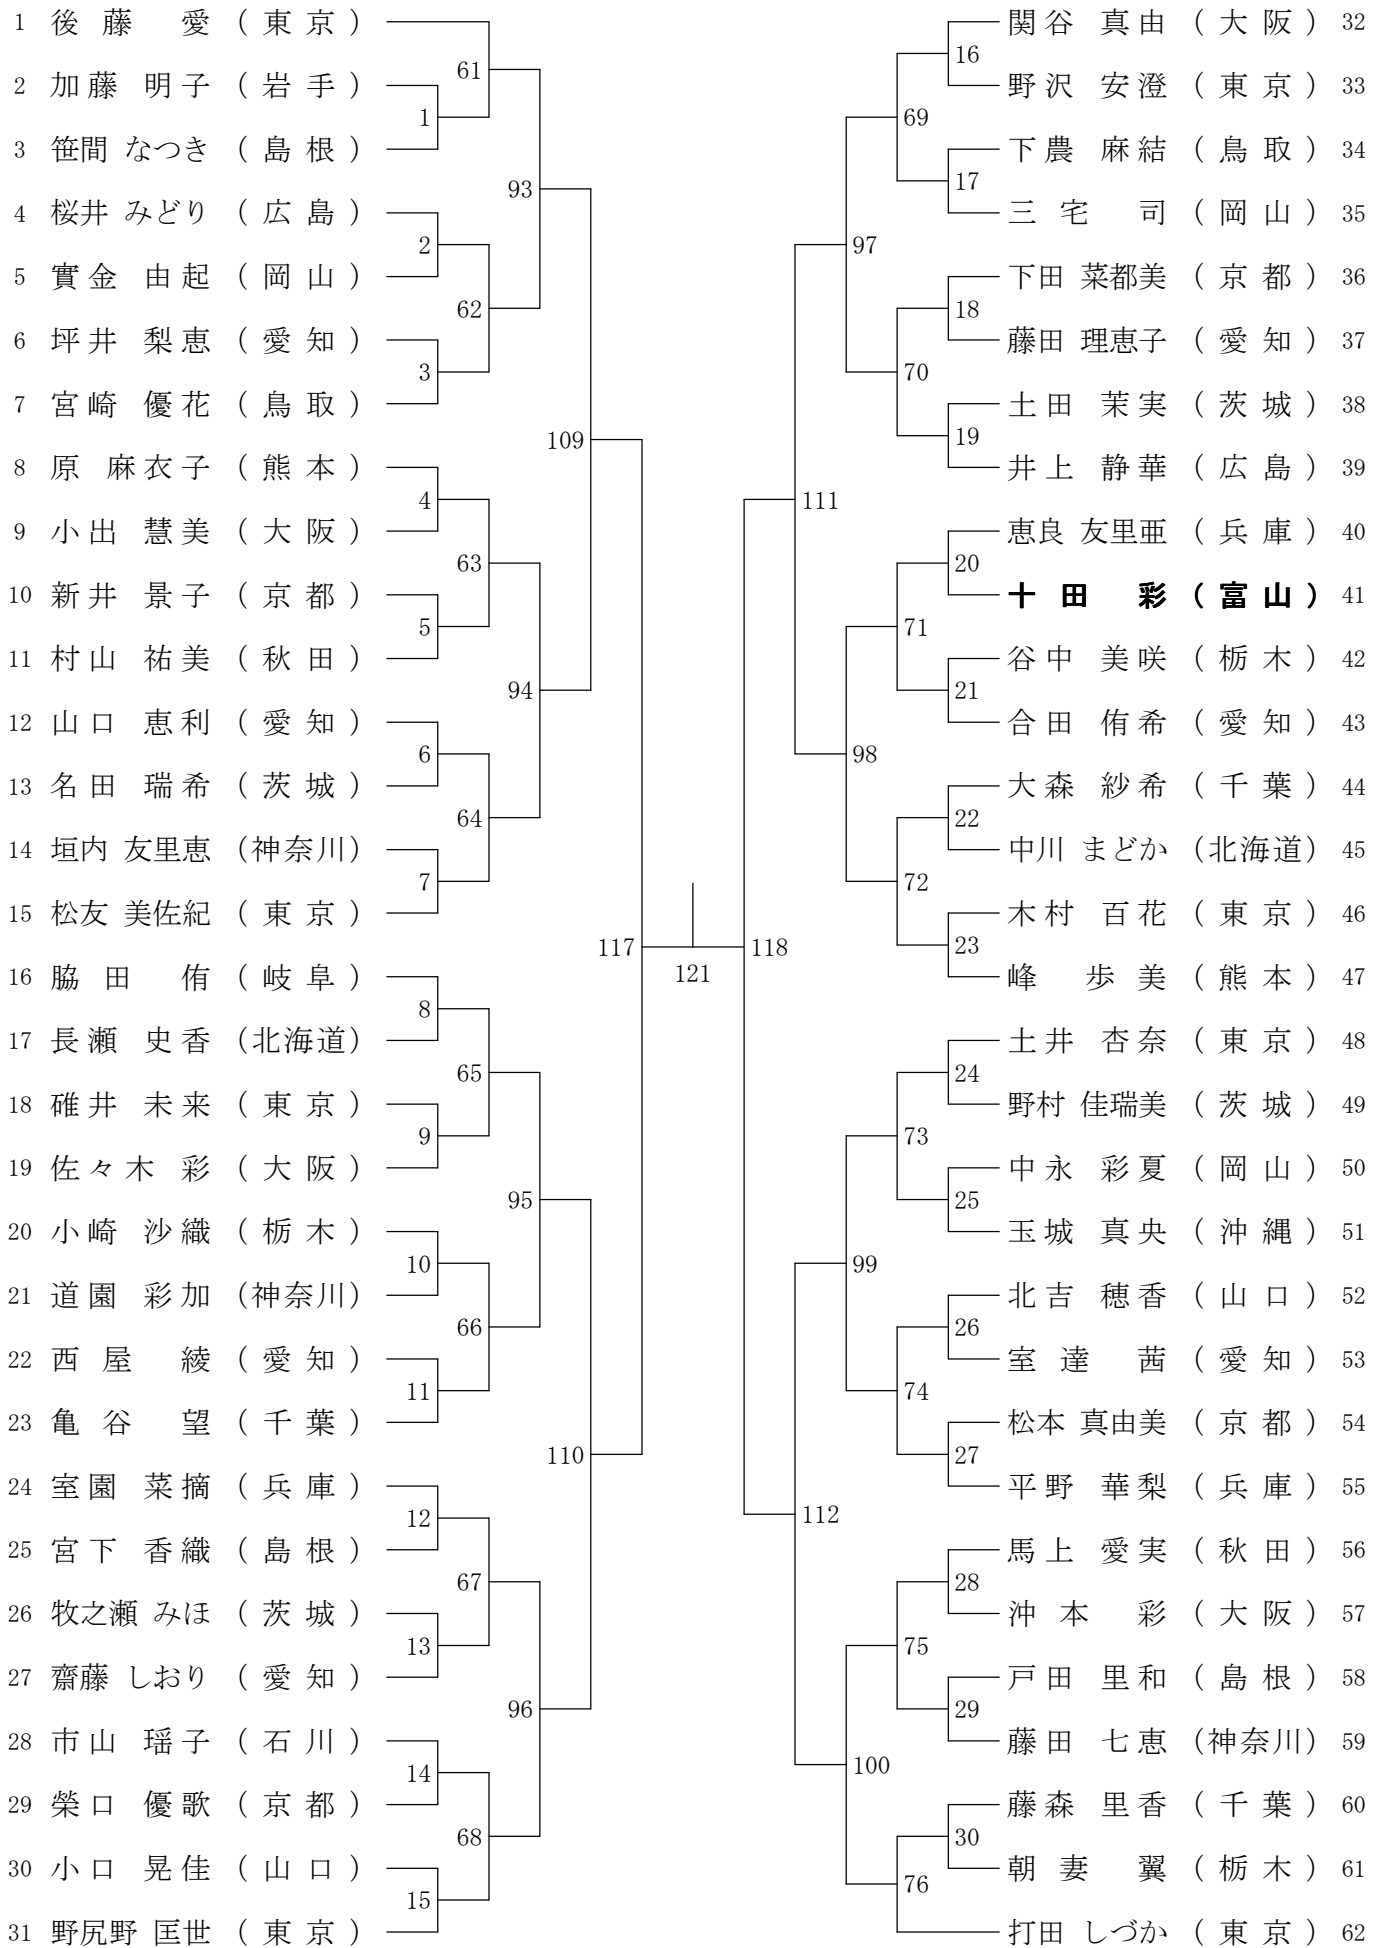 1 後藤 愛 (東京)
2 加藤 明子 (岩手)
3 笹間 なつき (島根)
4 桜井 みどり (広島)
5 實金 由起 (岡山)
6 坪井 梨恵 (愛知)
7 宮崎 優花 (鳥取)
8 原 麻衣子 (熊本)
9 小出 慧美 (大阪)
10 新井 景子 (京都)
11 村山 祐美 (秋田)
12 山口 恵利 (愛知)
13 名田 瑞希 (茨城)
14 垣内 友里恵 (神奈川)
15 松友 美佐紀 (東京)
16 脇田 侑 (岐阜)
17 長瀬 史香 (北海道)
18 碓井 未来 (東京)
19 佐々木 彩 (大阪)
20 小崎 沙織 (栃木)
21 道園 彩加 (神奈川)
22 西屋 綾 (愛知)
23 亀谷 望 (千葉)
24 室園 菜摘 (兵庫)
25 宮下 香織 (島根)
26 牧之瀬 みほ (茨城)
27 齋藤 しおり (愛知)
28 市山 瑶子 (石川)
29 榮口 優歌 (京都)
30 小口 晃佳 (山口)
31 野尻野 匡世 (東京)
1
2
3
4
5
6
7
8
9
10
11
12
13
14
15
61
62
63
64
65
66
67
68
93
94
95
96
109
110
117
121
118
111
112
97
98
99
100
69
70
71
72
73
74
75
76
16
17
18
19
20
21
22
23
24
25
26
27
28
29
30
関谷 真由 (大阪) 32
野沢 安澄 (東京) 33
下農 麻結 (鳥取) 34
三宅 司 (岡山) 35
下田 菜都美 (京都) 36
藤田 理恵子 (愛知) 37
土田 茉実 (茨城) 38
井上 静華 (広島) 39
恵良 友里亜 (兵庫) 40
十田 彩 (富山) 41
谷中 美咲 (栃木) 42
合田 侑希 (愛知) 43
大森 紗希 (千葉) 44
中川 まどか (北海道) 45
木村 百花 (東京) 46
峰 歩美 (熊本) 47
土井 杏奈 (東京) 48
野村 佳瑞美 (茨城) 49
中永 彩夏 (岡山) 50
玉城 真央 (沖縄) 51
北吉 穂香 (山口) 52
室達 茜 (愛知) 53
松本 真由美 (京都) 54
平野 華梨 (兵庫) 55
馬上 愛実 (秋田) 56
沖本 彩 (大阪) 57
戸田 里和 (島根) 58
藤田 七恵 (神奈川) 59
藤森 里香 (千葉) 60
朝妻 翼 (栃木) 61
打田 しづか (東京) 62